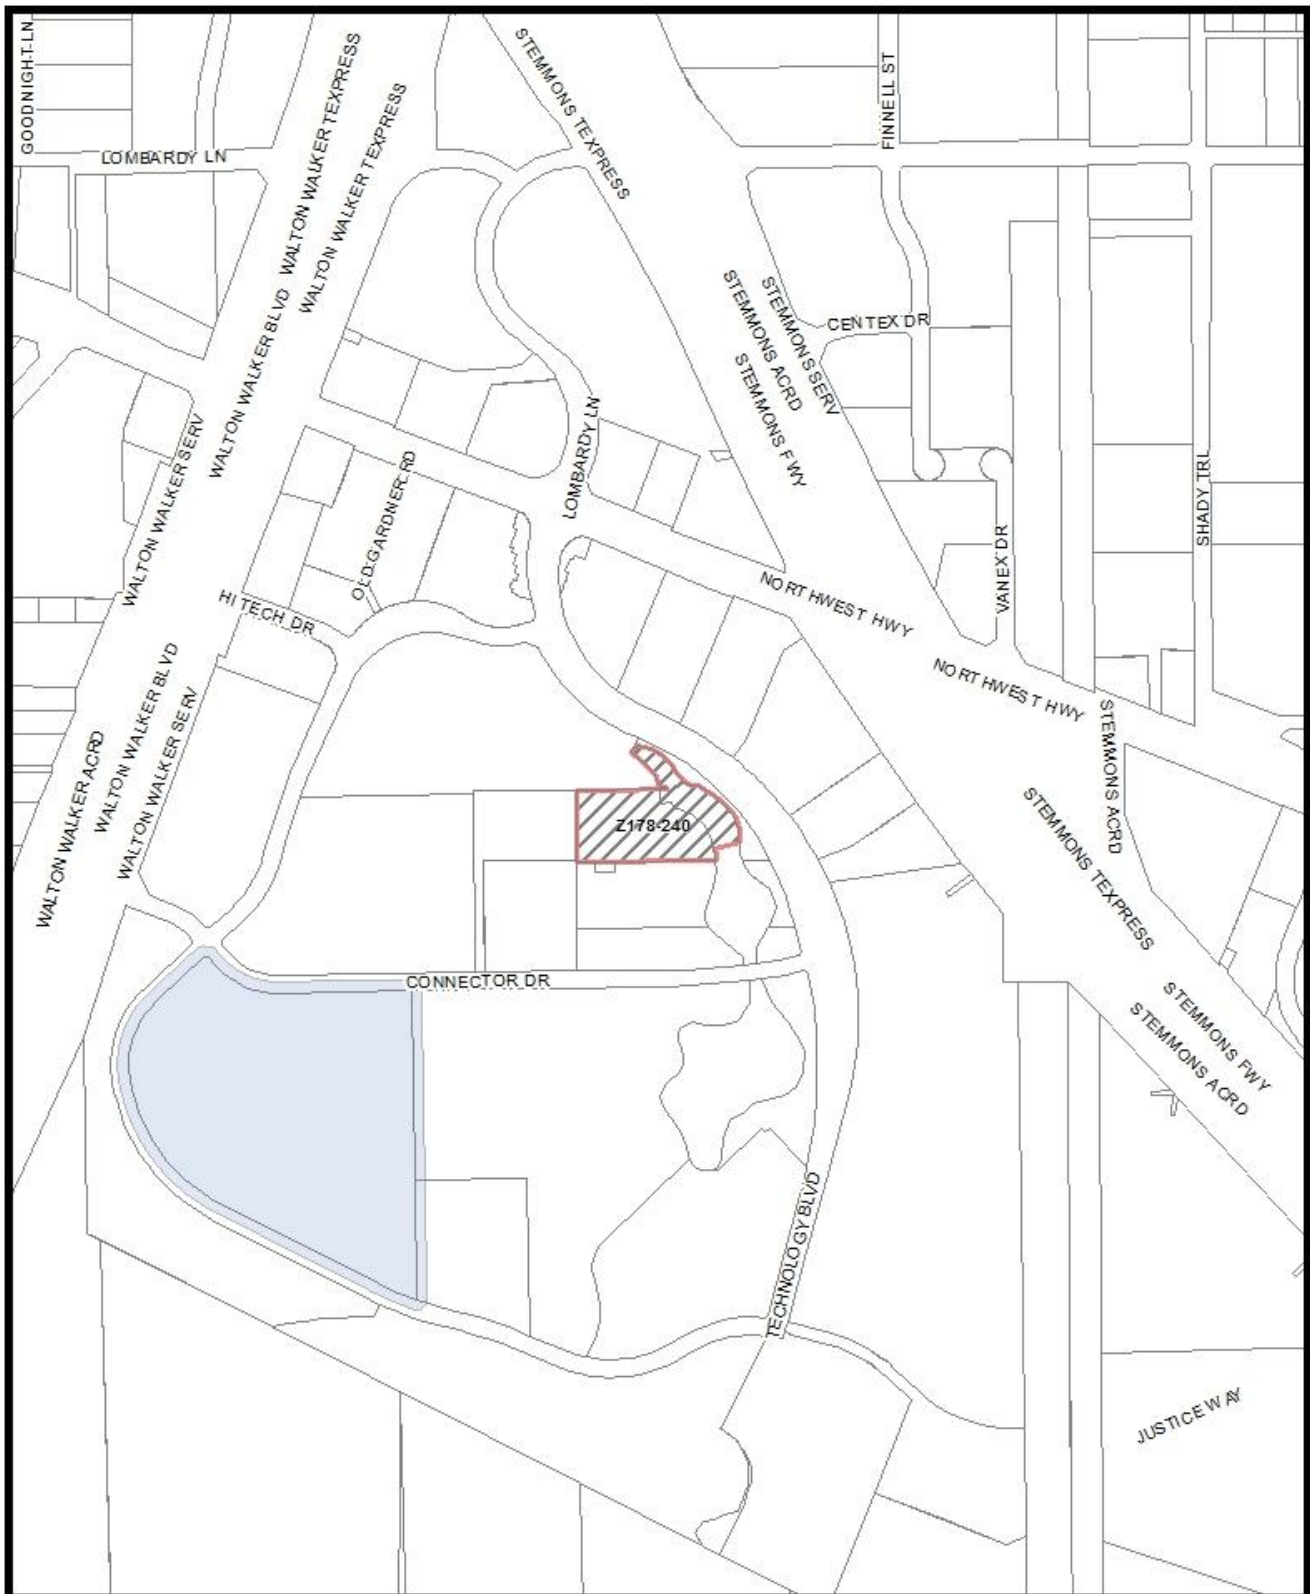 GOODNIGHT LN
LOMBARDY LN
WALTON WALKER TEXPRESS
WALTON WALKER TEXPRESS
STEMMONS TEXPRESS
FINNELL ST
WALTON WALKER BLVD
WALTON WALKER BLVD
STEMMONS SERV
STEMMONS ACRD
STEMMONS FWY
CENTEX DR
WALTON WALKER SERV
OLD GARDNER RD
LOMBARDY LN
SHADY TRL
VANEX DR
HI TECH DR
NORTHWEST HWY
NORTHWEST HWY
WALTON WALKER ACRD
WALTON WALKER BLVD
WALTON WALKER SERV
STEMMONS ACRD
Z178-240
STEMMONS TEXPRESS
CONNECTOR DR
STEMMONS FWY
STEMMONS ACRD
TECHNOLOGY BLVD
JUSTICE WAY